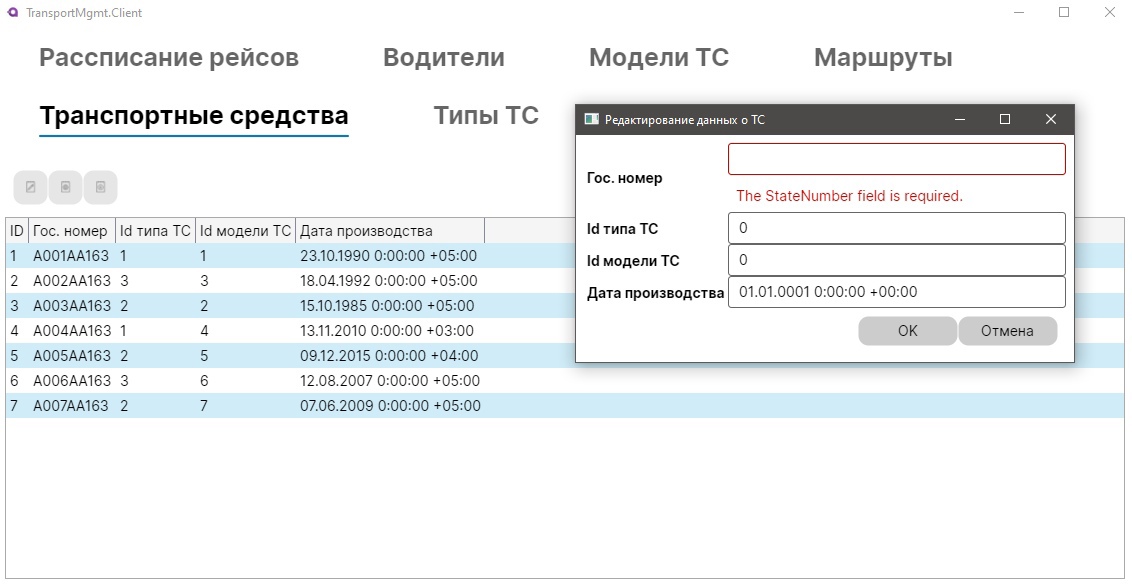 TransportMgmt.Client
Рассписание рейсов Водители Модели ТС Маршруты
Транспортные средства Типы ТС
Редактирование данных о ТС
Гос. номер
The StateNumber field is required.
Id типа ТС 0
Id модели ТС 0
Дата производства 01.01.0001 0:00:00 +00:00
OK Отмена
ID Гос. номер Id типа ТС Id модели ТС Дата производства
1 A001AA163 1 1 23.10.1990 0:00:00 +05:00
2 A002AA163 3 3 18.04.1992 0:00:00 +05:00
3 A003AA163 2 2 15.10.1985 0:00:00 +05:00
4 A004AA163 1 4 13.11.2010 0:00:00 +03:00
5 A005AA163 2 5 09.12.2015 0:00:00 +04:00
6 A006AA163 3 6 12.08.2007 0:00:00 +05:00
7 A007AA163 2 7 07.06.2009 0:00:00 +05:00